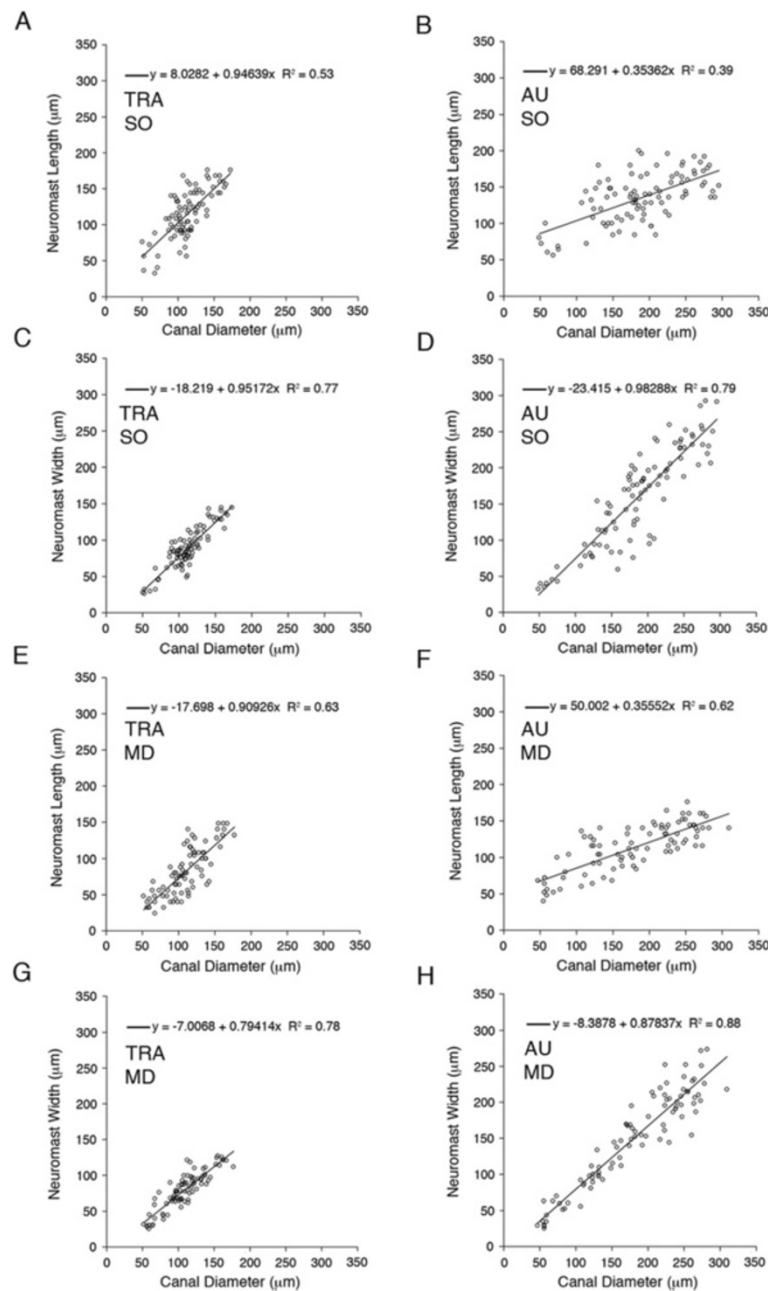 A
350
300
250
200
150
100
50
0
Neuromast Length (μm)
y = 8.0282 + 0.94639x R² = 0.53
TRA
SO
0 50 100 150 200 250 300 350
Canal Diameter (μm)
B
350
300
250
200
150
100
50
0
Neuromast Length (μm)
y = 68.291 + 0.35362x R² = 0.39
AU
SO
0 50 100 150 200 250 300 350
Canal Diameter (μm)
C
350
300
250
200
150
100
50
0
Neuromast Width (μm)
y = -18.219 + 0.95172x R² = 0.77
TRA
SO
0 50 100 150 200 250 300 350
Canal Diameter (μm)
D
350
300
250
200
150
100
50
0
Neuromast Width (μm)
y = -23.415 + 0.98288x R² = 0.79
AU
SO
0 50 100 150 200 250 300 350
Canal Diameter (μm)
E
350
300
250
200
150
100
50
0
Neuromast Length (μm)
y = -17.698 + 0.90926x R² = 0.63
TRA
MD
0 50 100 150 200 250 300 350
Canal Diameter (μm)
F
350
300
250
200
150
100
50
0
Neuromast Length (μm)
y = 50.002 + 0.35552x R² = 0.62
AU
MD
0 50 100 150 200 250 300 350
Canal Diameter (μm)
G
350
300
250
200
150
100
50
0
Neuromast Width (μm)
y = -7.0068 + 0.79414x R² = 0.78
TRA
MD
0 50 100 150 200 250 300 350
Canal Diameter (μm)
H
350
300
250
200
150
100
50
0
Neuromast Width (μm)
y = -8.3878 + 0.87837x R² = 0.88
AU
MD
0 50 100 150 200 250 300 350
Canal Diameter (μm)